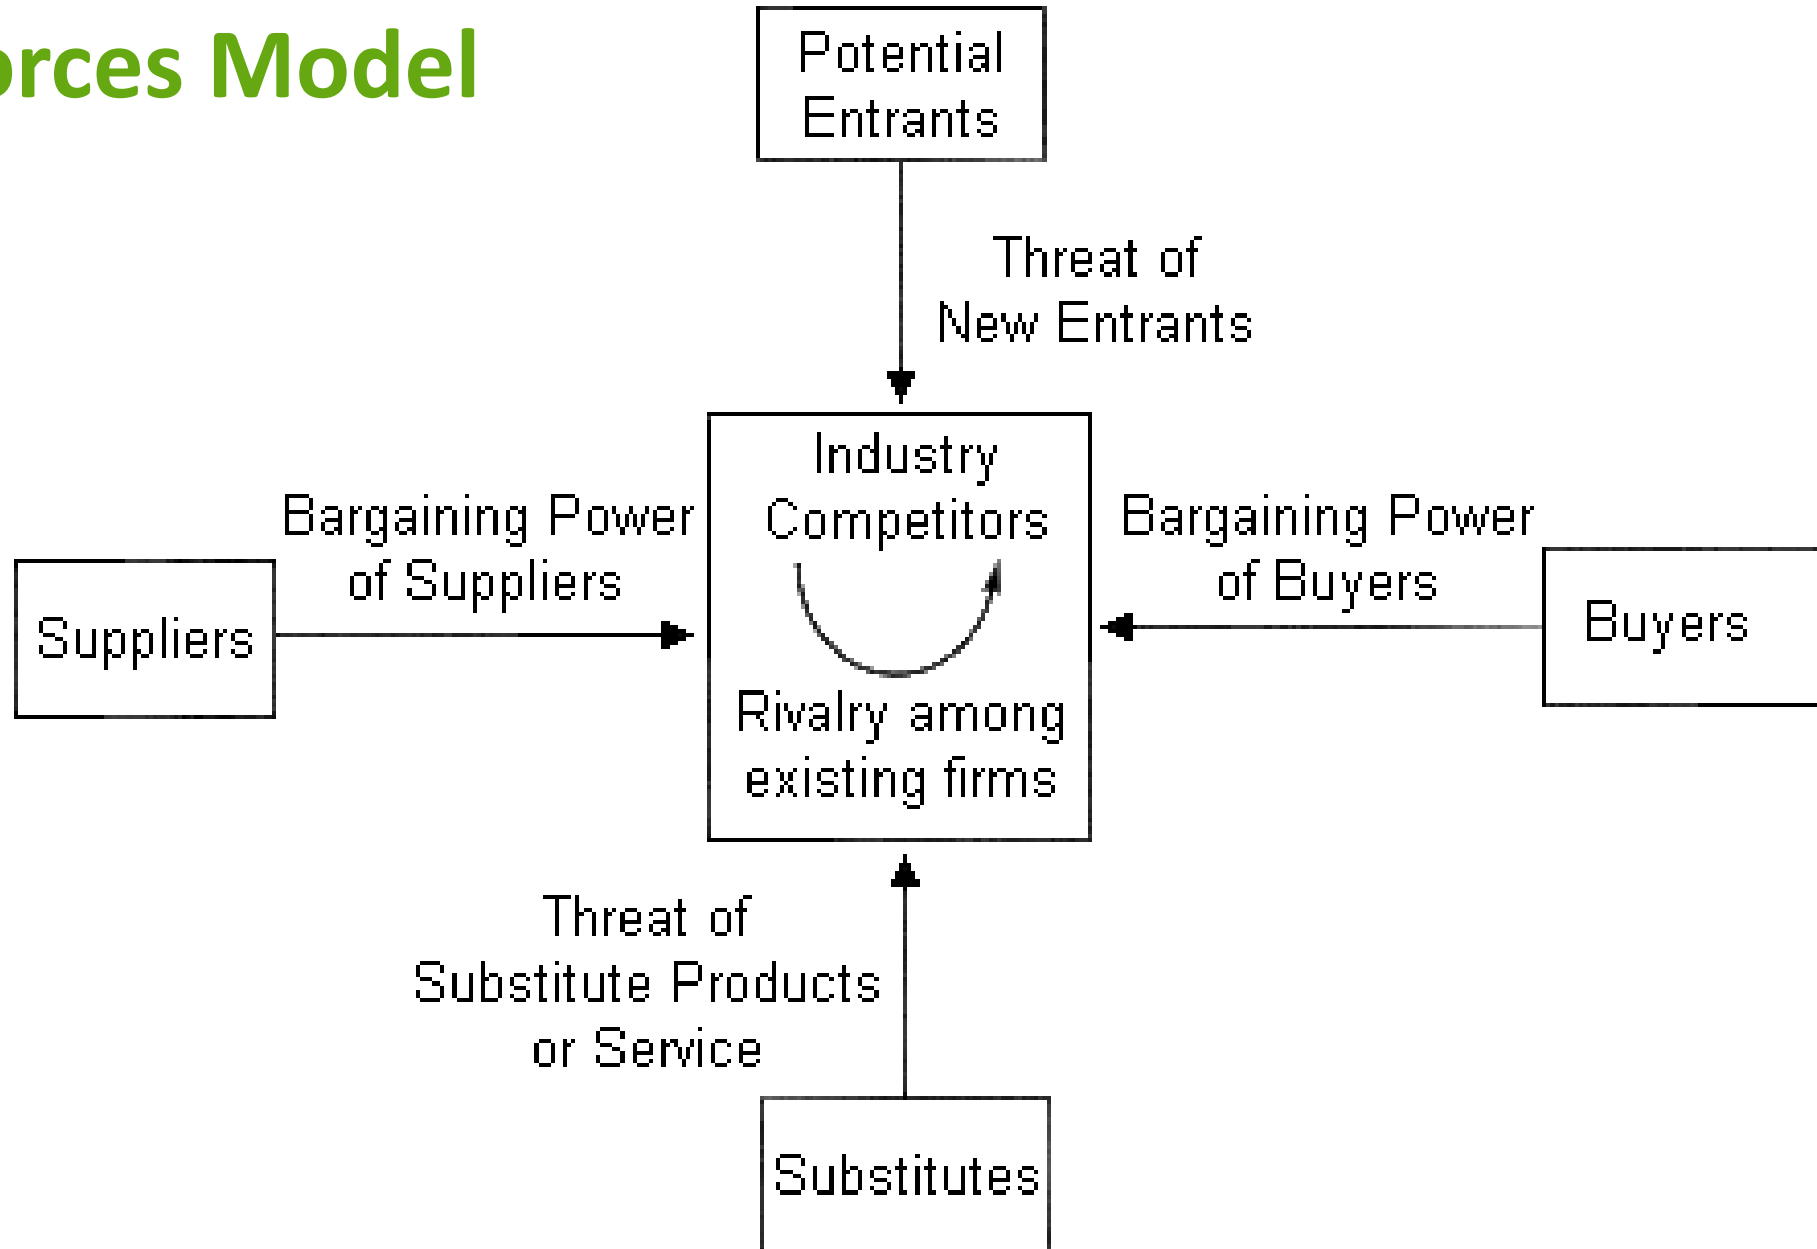 orces Model
Potential
Entrants
Threat of
New Entrants
Industry
Competitors
Bargaining Power
of Suppliers
Bargaining Power
of Buyers
Suppliers
Buyers
Rivalry among
existing firms
Threat of
Substitute Products
or Service
Substitutes